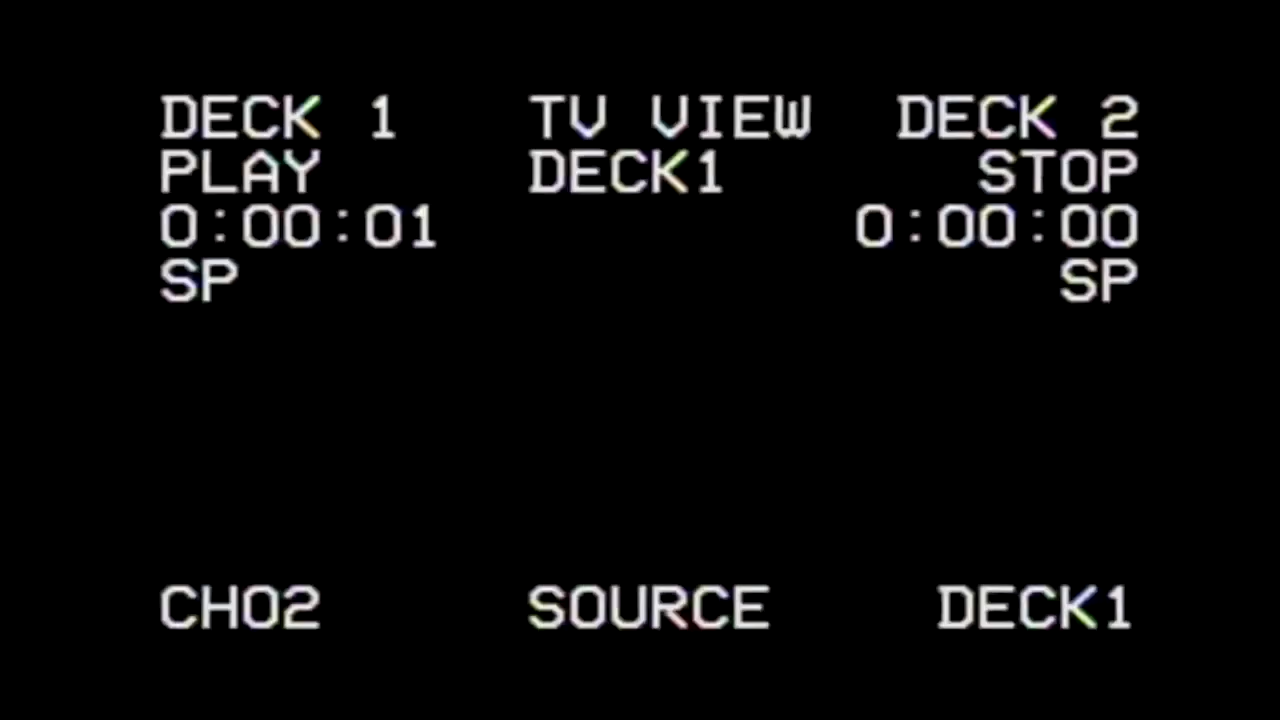 DECK 1 TV VIEW DECK 2
PLAY DECK1 STOP
0:00:01 0:00:00
SP SP
CH02 SOURCE DECK1